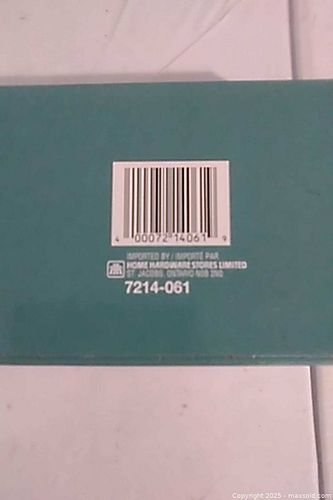 4 00072 14061 9
IMPORTED BY / IMPORTÉ PAR
HOME HARDWARE STORES LIMITED
ST. JACOBS, ONTARIO N0B 2N0
7214-061
Copyright 2025 - maxsold.com